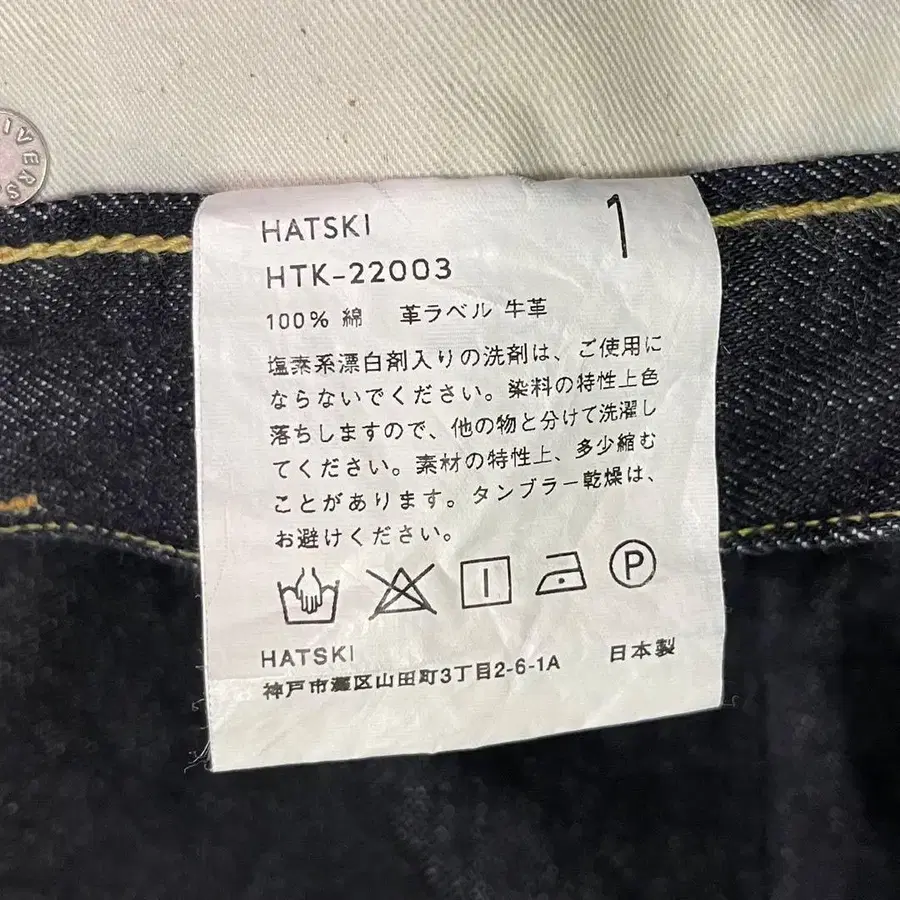 IVERS
HATSKI
1
HTK-22003
100% 綿 革ラベル 牛革
塩素系漂白剤入りの洗剤は、ご使用に
ならないでください。染料の特性上色
落ちしますので、他の物と分けて洗濯し
てください。素材の特性上、多少縮む
ことがあります。タンブラー乾燥は、
お避けください。
P
HATSKI 日本製
神戸市灘区山田町3丁目2-6-1A